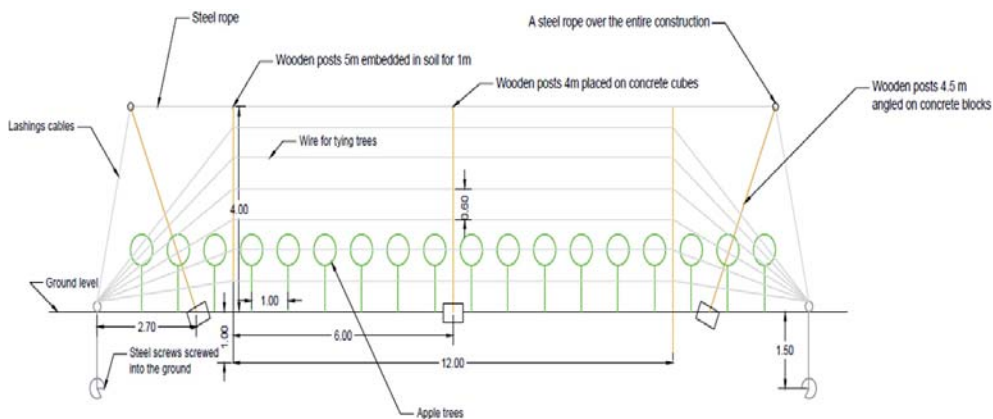 Steel rope
A steel rope over the entire construction
Wooden posts 5m embedded in soil for 1m
Wooden posts 4m placed on concrete cubes
Wooden posts 4.5 m
angled on concrete blocks
Lashings cables
Wire for tying trees
0.60
4.00
Ground level
1.00
2.70
1.00
6.00
1.50
Steel screws screwed
into the ground
12.00
Apple trees